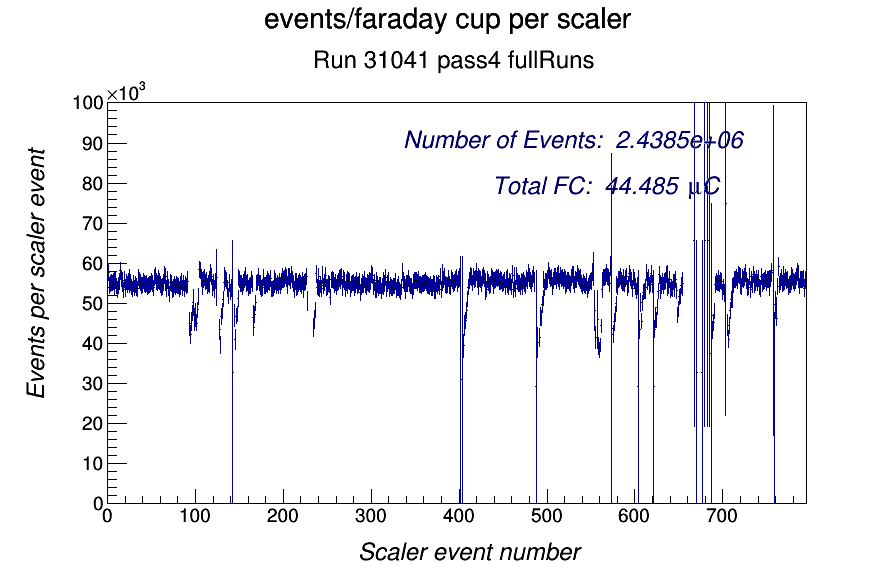 events/faraday cup per scaler
Run 31041 pass4 fullRuns
×10³
100
90
80
70
60
50
40
30
20
10
0
Events per scaler event
Number of Events: 2.4385e+06
Total FC: 44.485 μC
0 100 200 300 400 500 600 700
Scaler event number